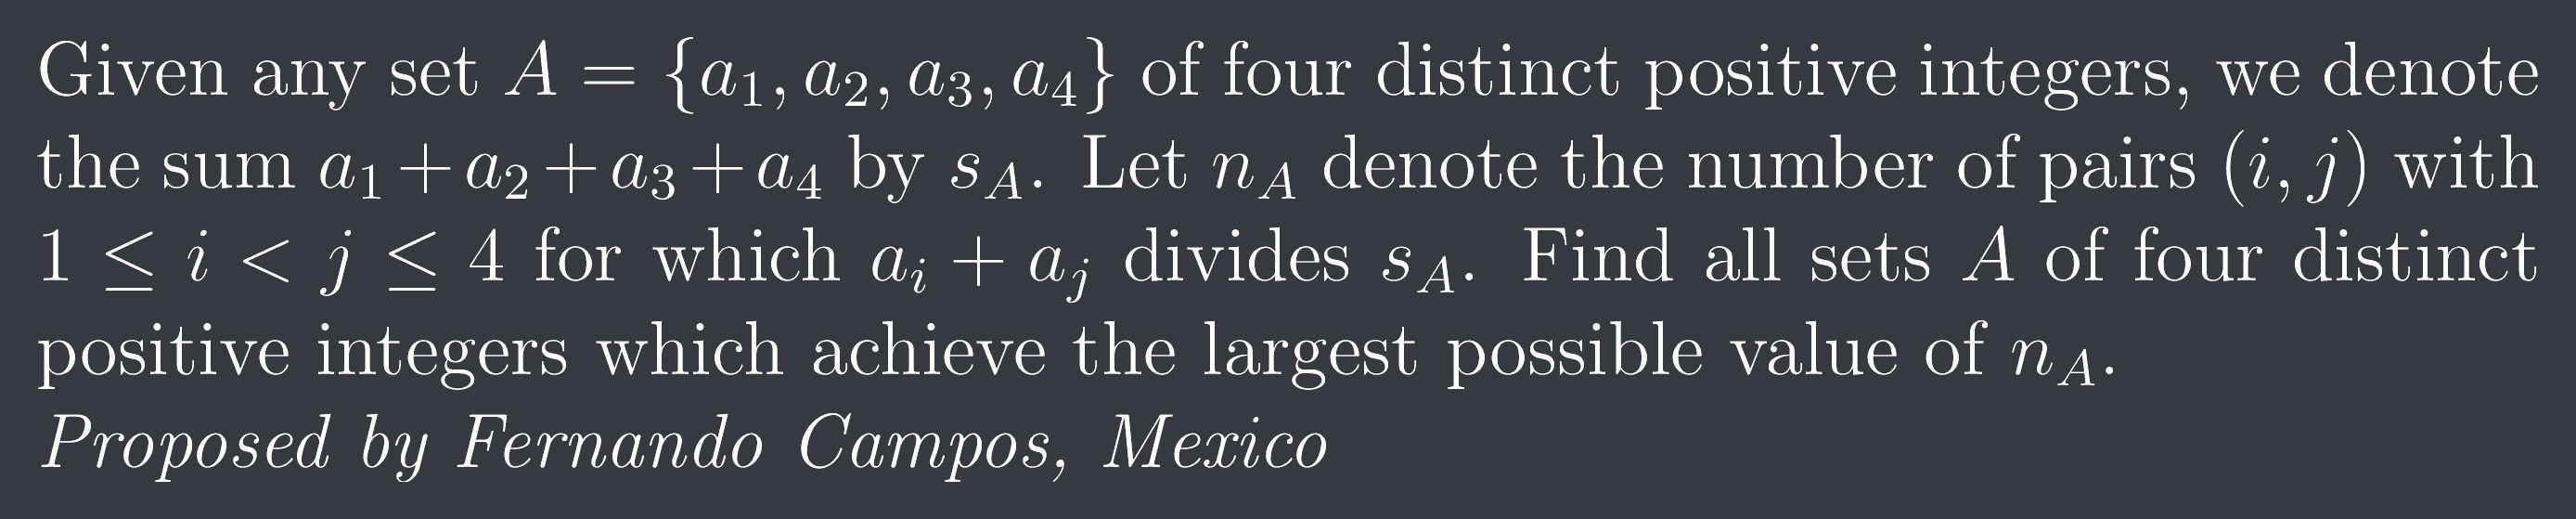 Given any set $A = \{a_1, a_2, a_3, a_4\}$ of four distinct positive integers, we denote
the sum $a_1 + a_2 + a_3 + a_4$ by $s_A$. Let $n_A$ denote the number of pairs $(i, j)$ with
$1 \leq i < j \leq 4$ for which $a_i + a_j$ divides $s_A$. Find all sets $A$ of four distinct
positive integers which achieve the largest possible value of $n_A$.
Proposed by Fernando Campos, Mexico